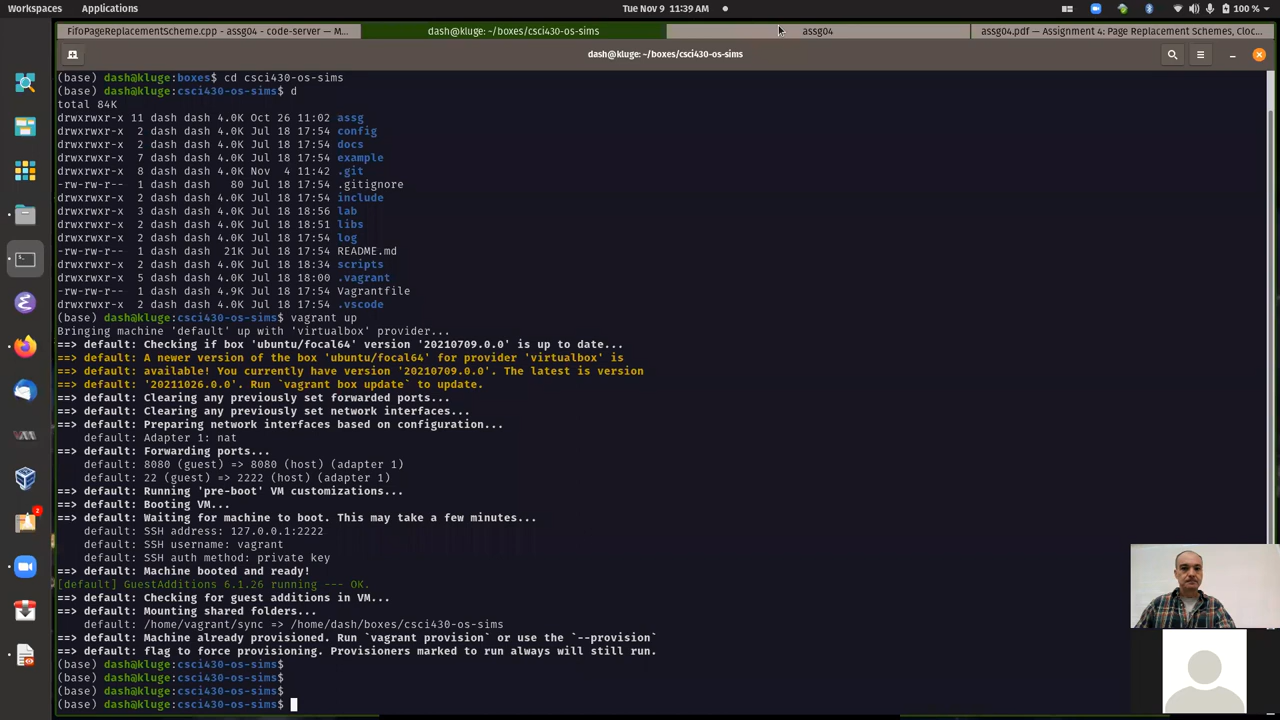 Workspaces Applications Tue Nov 9 11:39 AM 100 %
FifoPageReplacementScheme.cpp - assg04 - code-server — M... dash@kluge: ~/boxes/csci430-os-sims assg04 assg04.pdf — Assignment 4: Page Replacement Schemes, Cloc...
dash@kluge: ~/boxes/csci430-os-sims
(base) dash@kluge:boxes$ cd csci430-os-sims
(base) dash@kluge:csci430-os-sims$ d
total 84K
drwxrwxr-x 11 dash dash 4.0K Oct 26 11:02 assg
drwxrwxr-x 2 dash dash 4.0K Jul 18 17:54 config
drwxrwxr-x 2 dash dash 4.0K Jul 18 17:54 docs
drwxrwxr-x 7 dash dash 4.0K Jul 18 17:54 example
drwxrwxr-x 8 dash dash 4.0K Nov 4 11:42 .git
-rw-rw-r-- 1 dash dash 80 Jul 18 17:54 .gitignore
drwxrwxr-x 2 dash dash 4.0K Jul 18 17:54 include
drwxrwxr-x 3 dash dash 4.0K Jul 18 18:56 lab
drwxrwxr-x 2 dash dash 4.0K Jul 18 18:51 libs
drwxrwxr-x 2 dash dash 4.0K Jul 18 17:54 log
-rw-rw-r-- 1 dash dash 21K Jul 18 17:54 README.md
drwxrwxr-x 2 dash dash 4.0K Jul 18 18:34 scripts
drwxrwxr-x 5 dash dash 4.0K Jul 18 18:00 .vagrant
-rw-rw-r-- 1 dash dash 4.9K Jul 18 17:54 Vagrantfile
drwxrwxr-x 2 dash dash 4.0K Jul 18 17:54 .vscode
(base) dash@kluge:csci430-os-sims$ vagrant up
Bringing machine 'default' up with 'virtualbox' provider...
==> default: Checking if box 'ubuntu/focal64' version '20210709.0.0' is up to date...
==> default: A newer version of the box 'ubuntu/focal64' for provider 'virtualbox' is
==> default: available! You currently have version '20210709.0.0'. The latest is version
==> default: '20211026.0.0'. Run `vagrant box update` to update.
==> default: Clearing any previously set forwarded ports...
==> default: Clearing any previously set network interfaces...
==> default: Preparing network interfaces based on configuration...
default: Adapter 1: nat
==> default: Forwarding ports...
default: 8080 (guest) => 8080 (host) (adapter 1)
default: 22 (guest) => 2222 (host) (adapter 1)
==> default: Running 'pre-boot' VM customizations...
==> default: Booting VM...
==> default: Waiting for machine to boot. This may take a few minutes...
default: SSH address: 127.0.0.1:2222
default: SSH username: vagrant
default: SSH auth method: private key
==> default: Machine booted and ready!
[default] GuestAdditions 6.1.26 running --- OK.
==> default: Checking for guest additions in VM...
==> default: Mounting shared folders...
default: /home/vagrant/sync => /home/dash/boxes/csci430-os-sims
==> default: Machine already provisioned. Run `vagrant provision` or use the `--provision`
==> default: flag to force provisioning. Provisioners marked to run always will still run.
(base) dash@kluge:csci430-os-sims$
(base) dash@kluge:csci430-os-sims$
(base) dash@kluge:csci430-os-sims$
(base) dash@kluge:csci430-os-sims$